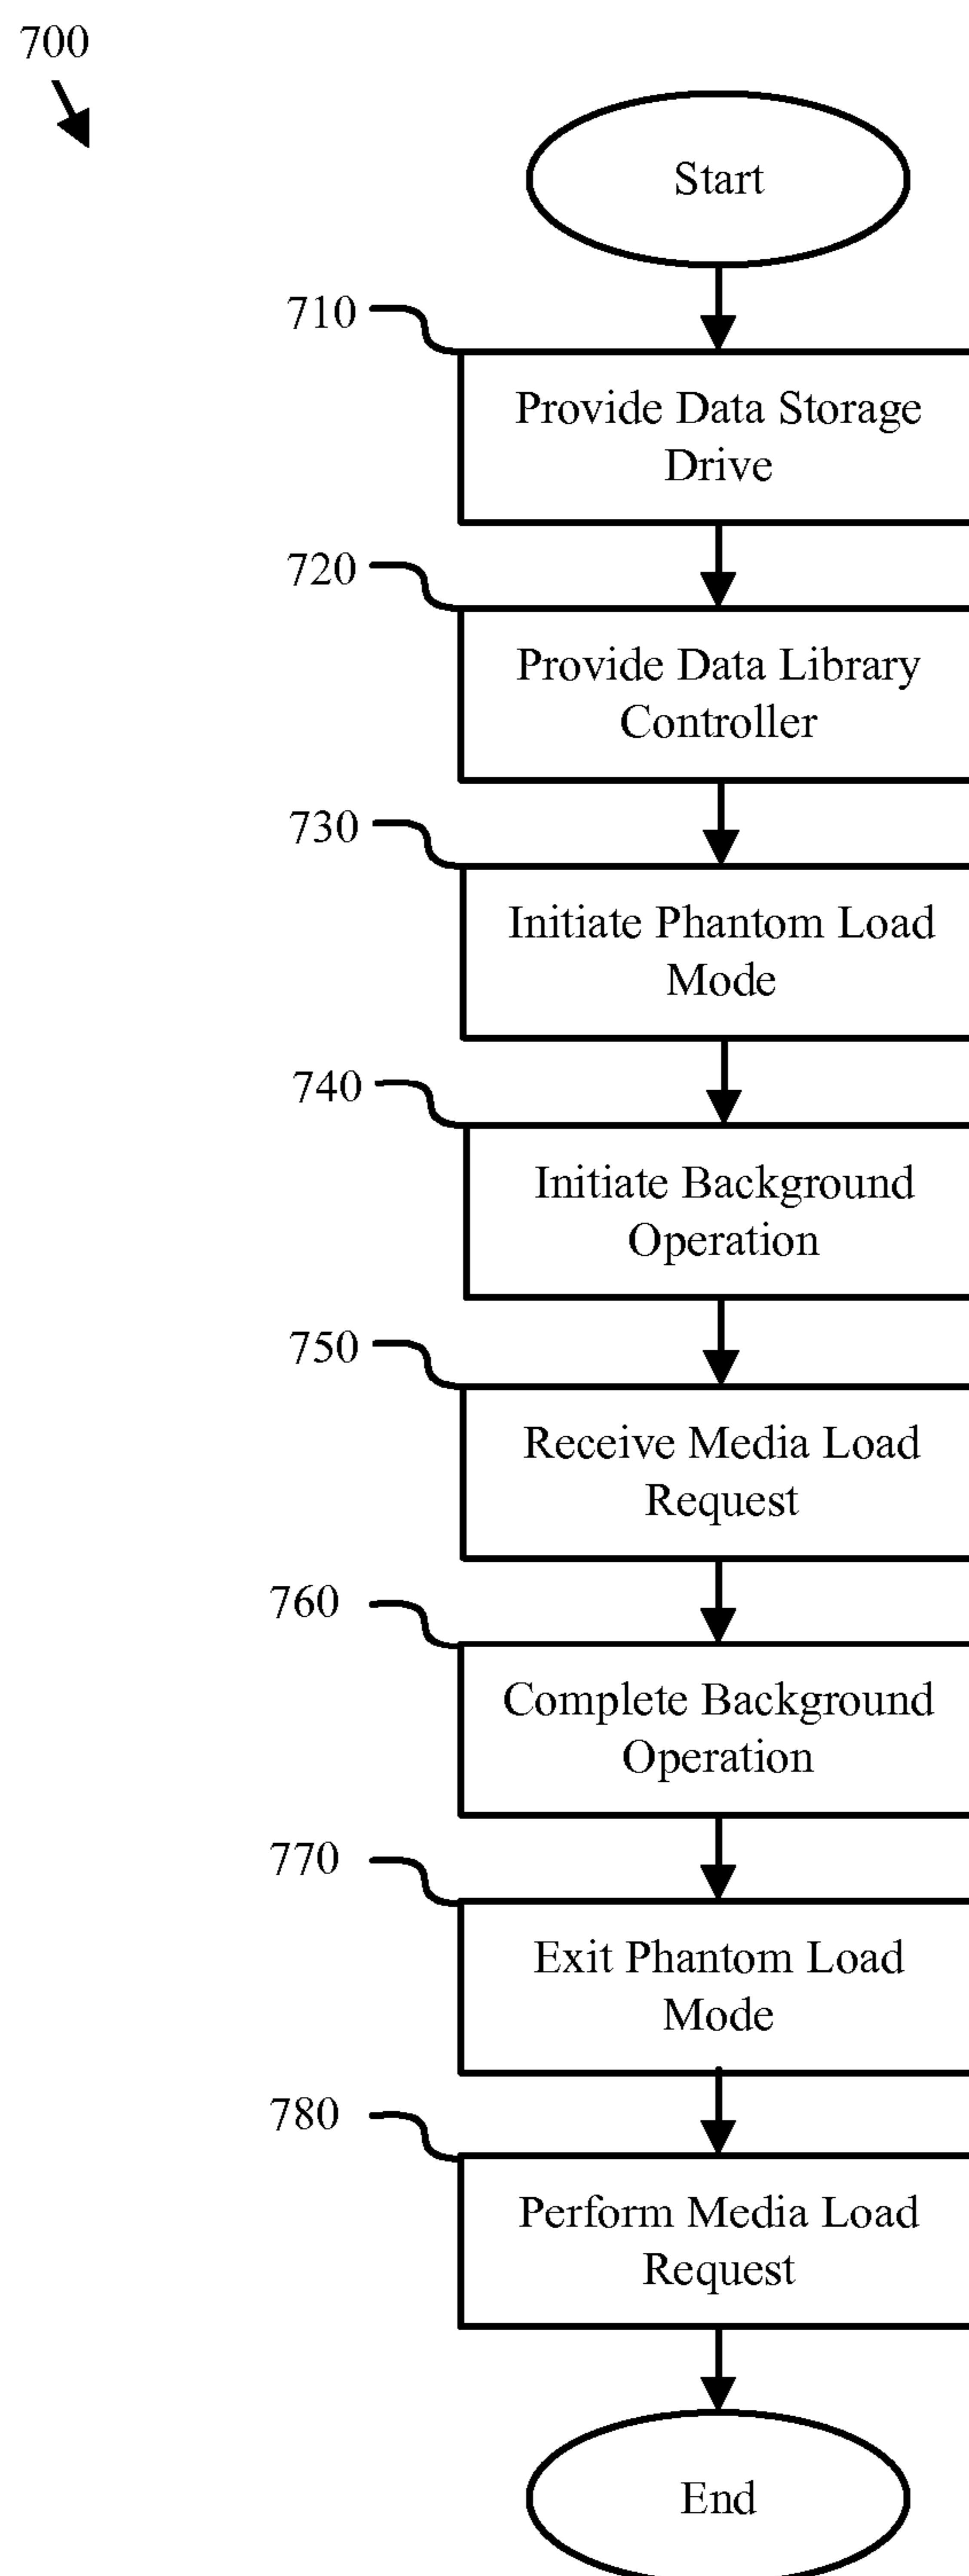 700
Start
710
Provide Data Storage
Drive
720
Provide Data Library
Controller
730
Initiate Phantom Load
Mode
740
Initiate Background
Operation
750
Receive Media Load
Request
760
Complete Background
Operation
770
Exit Phantom Load
Mode
780
Perform Media Load
Request
End